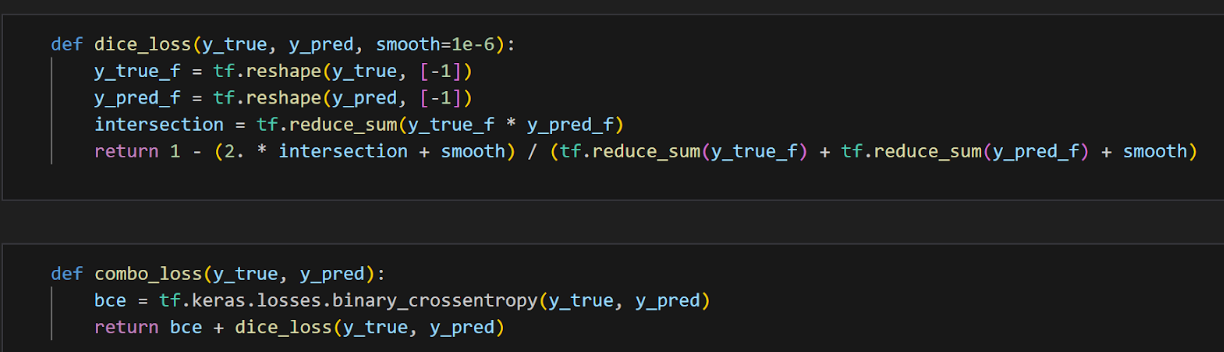 def dice_loss(y_true, y_pred, smooth=1e-6):
    y_true_f = tf.reshape(y_true, [-1])
    y_pred_f = tf.reshape(y_pred, [-1])
    intersection = tf.reduce_sum(y_true_f * y_pred_f)
    return 1 - (2. * intersection + smooth) / (tf.reduce_sum(y_true_f) + tf.reduce_sum(y_pred_f) + smooth)
def combo_loss(y_true, y_pred):
    bce = tf.keras.losses.binary_crossentropy(y_true, y_pred)
    return bce + dice_loss(y_true, y_pred)